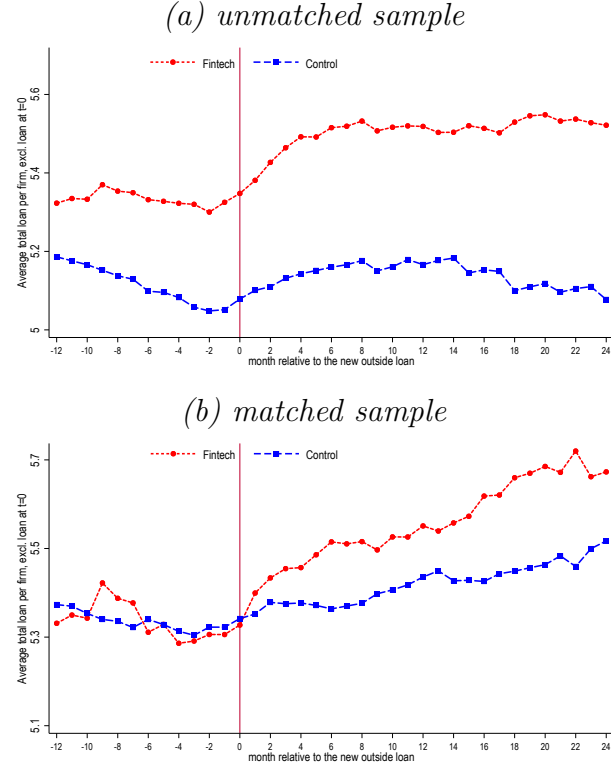 (a) unmatched sample
Fintech Control
Average total loan per firm, excl. loan at t=0
5.6
5.4
5.2
5
-12 -10 -8 -6 -4 -2 0 2 4 6 8 10 12 14 16 18 20 22 24
month relative to the new outside loan
(b) matched sample
Fintech Control
Average total loan per firm, excl. loan at t=0
5.7
5.5
5.3
5.1
-12 -10 -8 -6 -4 -2 0 2 4 6 8 10 12 14 16 18 20 22 24
month relative to the new outside loan